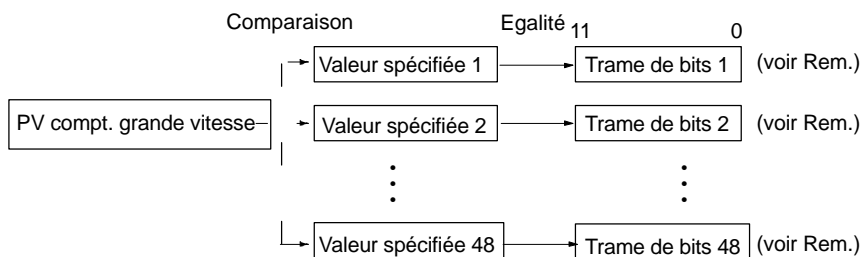 Comparaison Egalité 11 0
Valeur spécifiée 1 Trame de bits 1 (voir Rem.)
PV compt. grande vitesse Valeur spécifiée 2 Trame de bits 2 (voir Rem.)
Valeur spécifiée 48 Trame de bits 48 (voir Rem.)